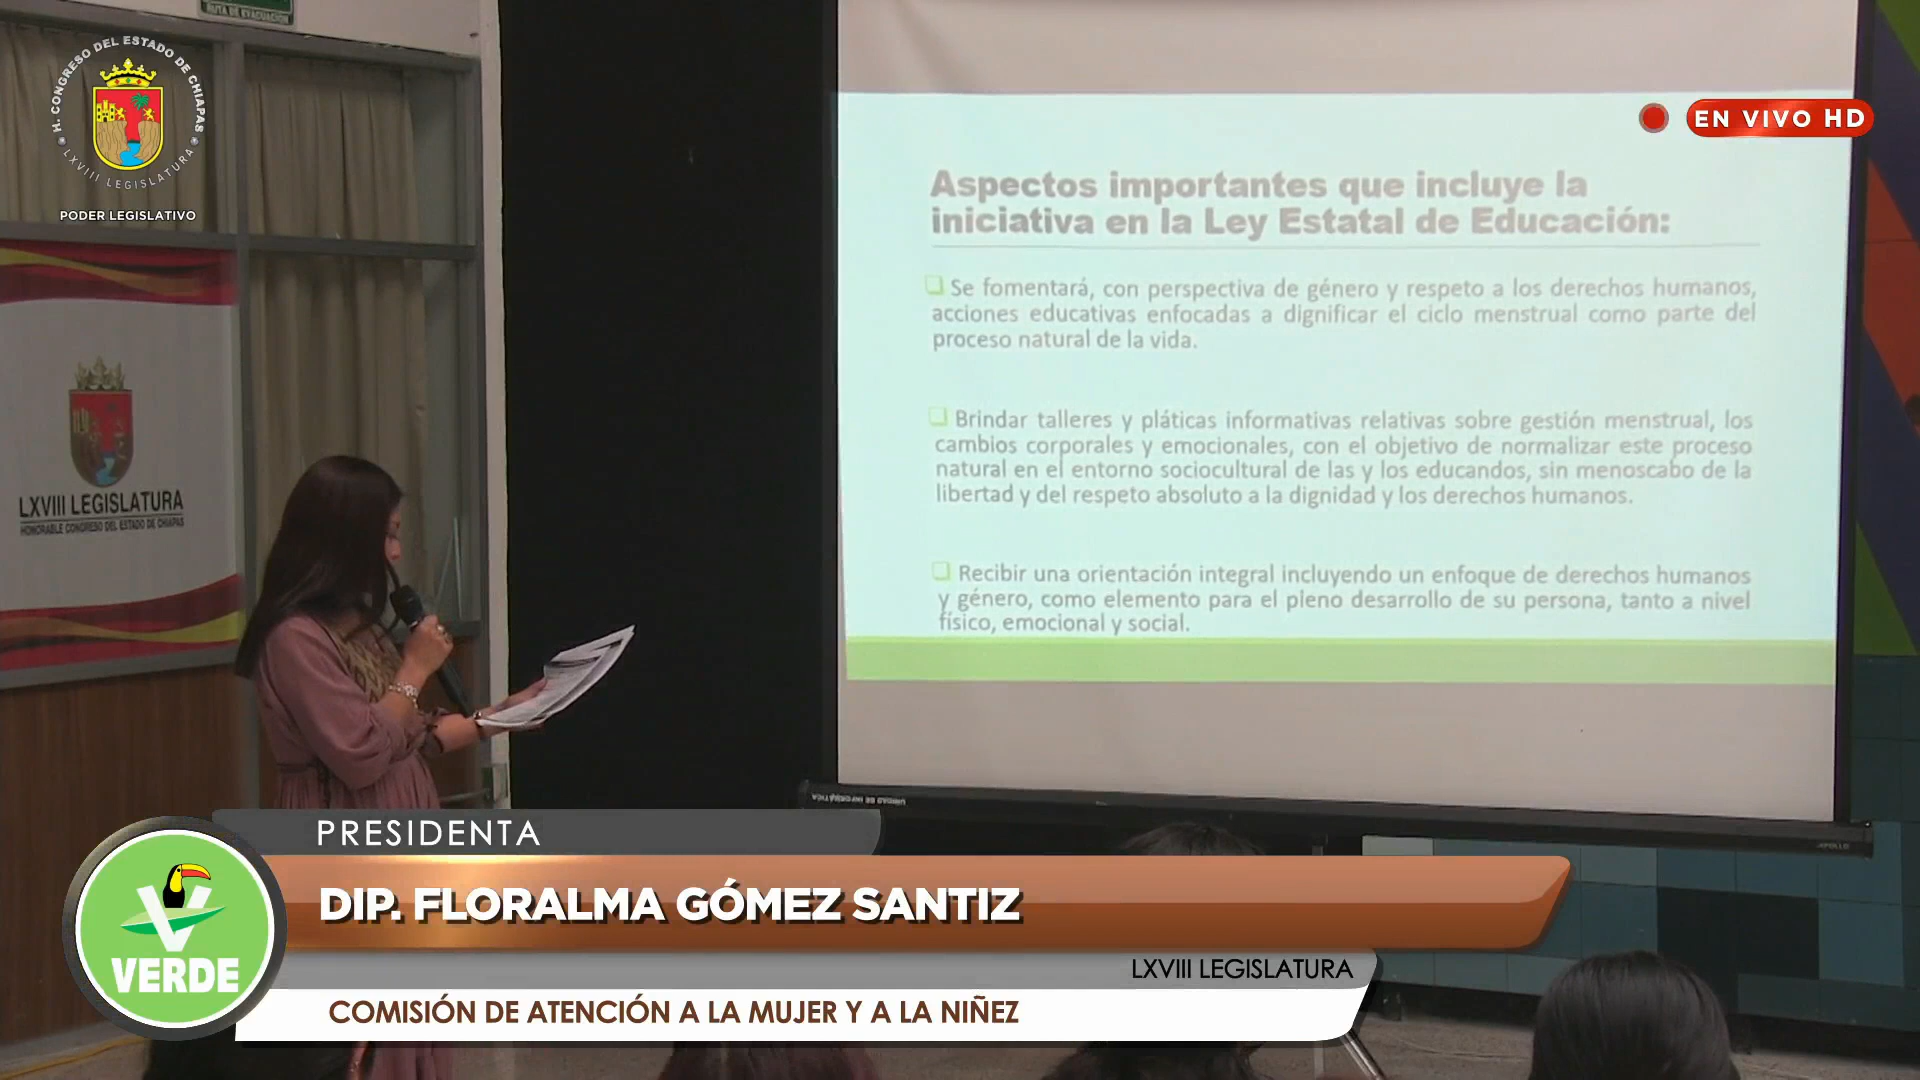 RUTA DE EVACUACIÓN
H. CONGRESO DEL ESTADO DE CHIAPAS
LXVIII LEGISLATURA
PODER LEGISLATIVO
EN VIVO HD
Aspectos importantes que incluye la
iniciativa en la Ley Estatal de Educación:
Se fomentará, con perspectiva de género y respeto a los derechos humanos,
acciones educativas enfocadas a dignificar el ciclo menstrual como parte del
proceso natural de la vida.
Brindar talleres y pláticas informativas relativas sobre gestión menstrual, los
cambios corporales y emocionales, con el objetivo de normalizar este proceso
natural en el entorno sociocultural de las y los educandos, sin menoscabo de la
libertad y del respeto absoluto a la dignidad y los derechos humanos.
Recibir una orientación integral incluyendo un enfoque de derechos humanos
y género, como elemento para el pleno desarrollo de su persona, tanto a nivel
físico, emocional y social.
LXVIII LEGISLATURA
HONORABLE CONGRESO DEL ESTADO DE CHIAPAS
UNIDAD DE INFORMÁTICA
APOLLO
PRESIDENTA
DIP. FLORALMA GÓMEZ SANTIZ
LXVIII LEGISLATURA
COMISIÓN DE ATENCIÓN A LA MUJER Y A LA NIÑEZ
V
VERDE